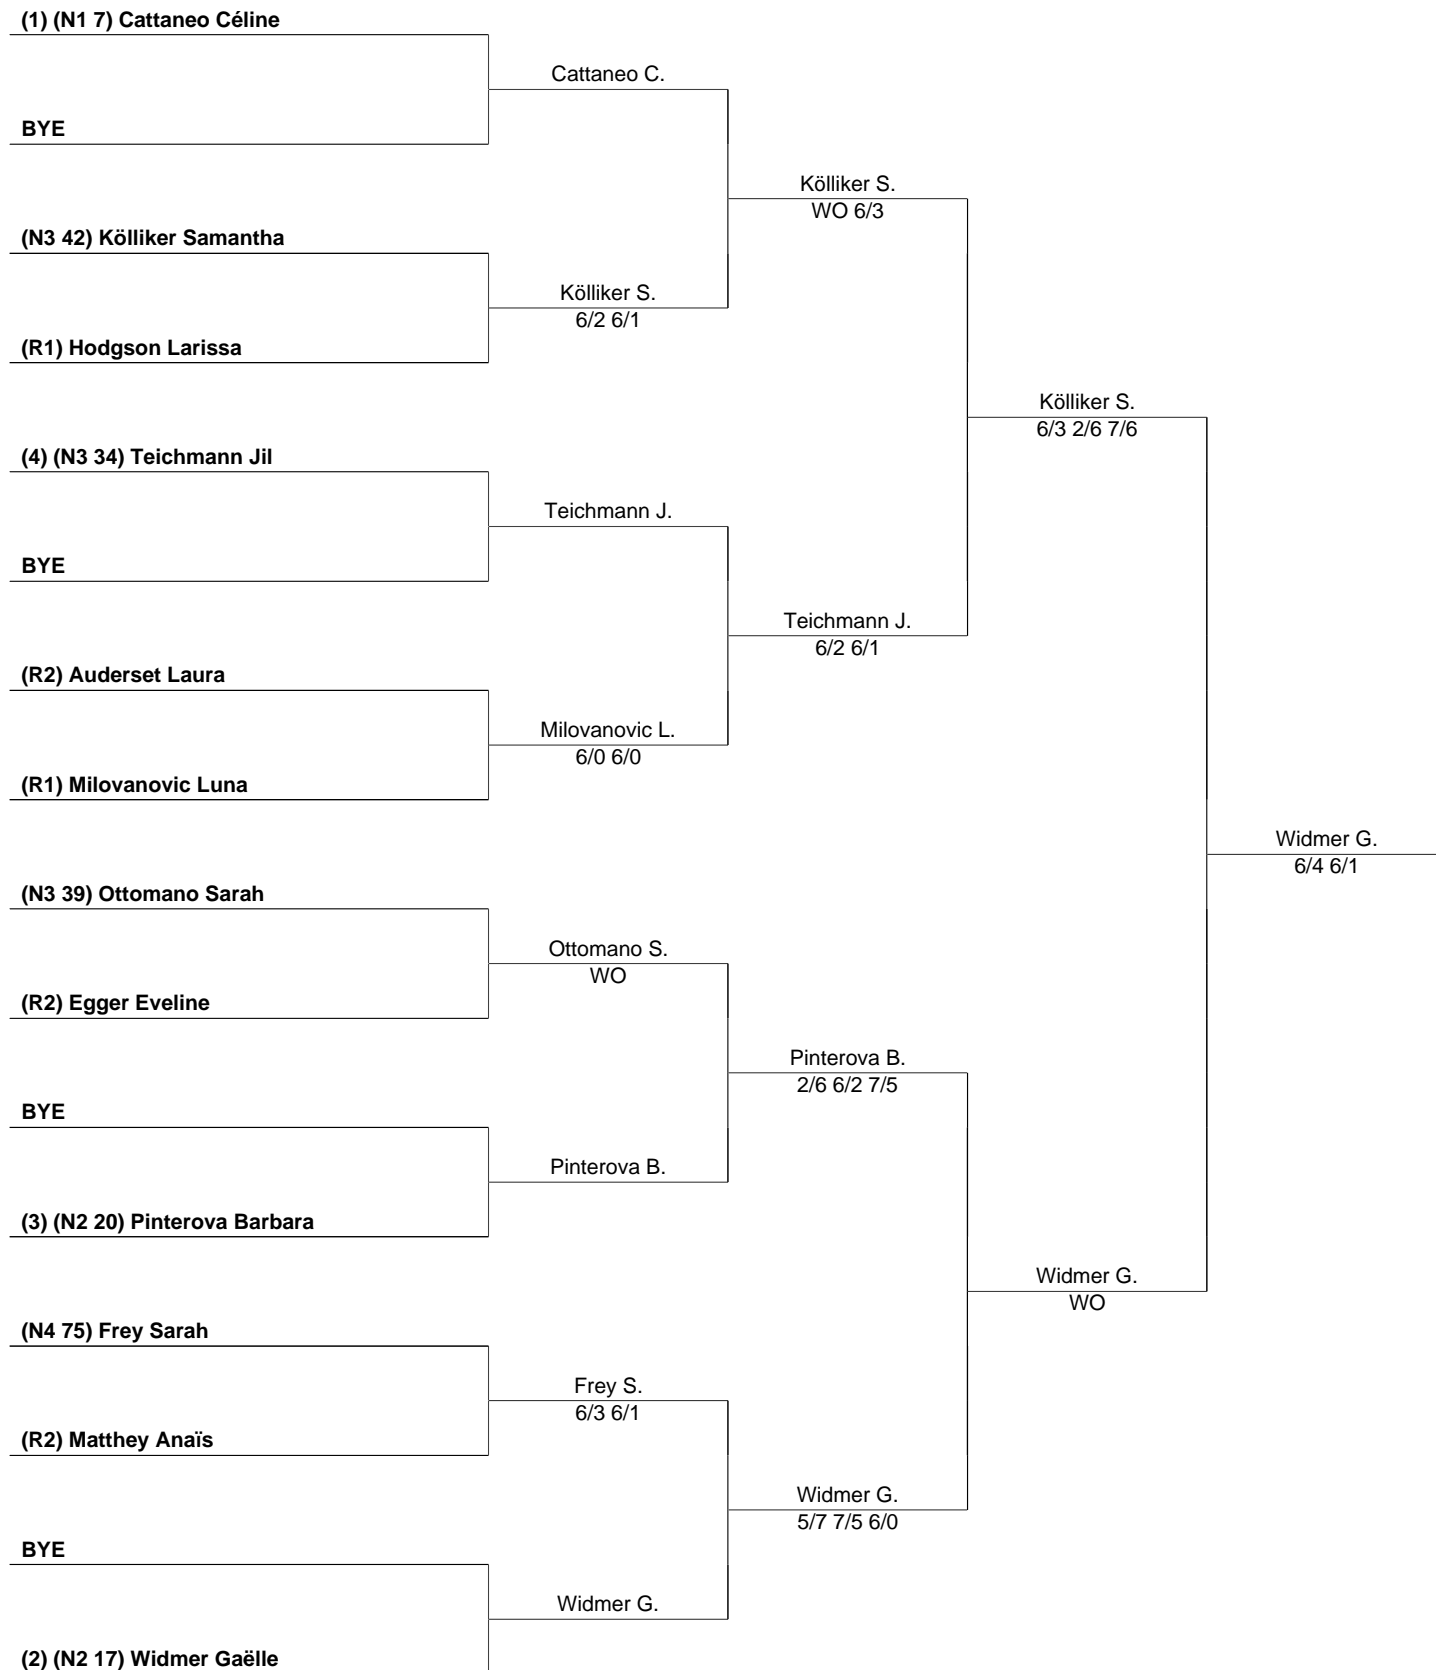 (1) (N1 7) Cattaneo Céline
Cattaneo C.
BYE
Kölliker S.
WO 6/3
(N3 42) Kölliker Samantha
Kölliker S.
6/2 6/1
(R1) Hodgson Larissa
Kölliker S.
6/3 2/6 7/6
(4) (N3 34) Teichmann Jil
Teichmann J.
BYE
Teichmann J.
6/2 6/1
(R2) Auderset Laura
Milovanovic L.
6/0 6/0
(R1) Milovanovic Luna
Widmer G.
6/4 6/1
(N3 39) Ottomano Sarah
Ottomano S.
WO
(R2) Egger Eveline
Pinterova B.
2/6 6/2 7/5
BYE
Pinterova B.
(3) (N2 20) Pinterova Barbara
Widmer G.
WO
(N4 75) Frey Sarah
Frey S.
6/3 6/1
(R2) Matthey Anaïs
Widmer G.
5/7 7/5 6/0
BYE
Widmer G.
(2) (N2 17) Widmer Gaëlle